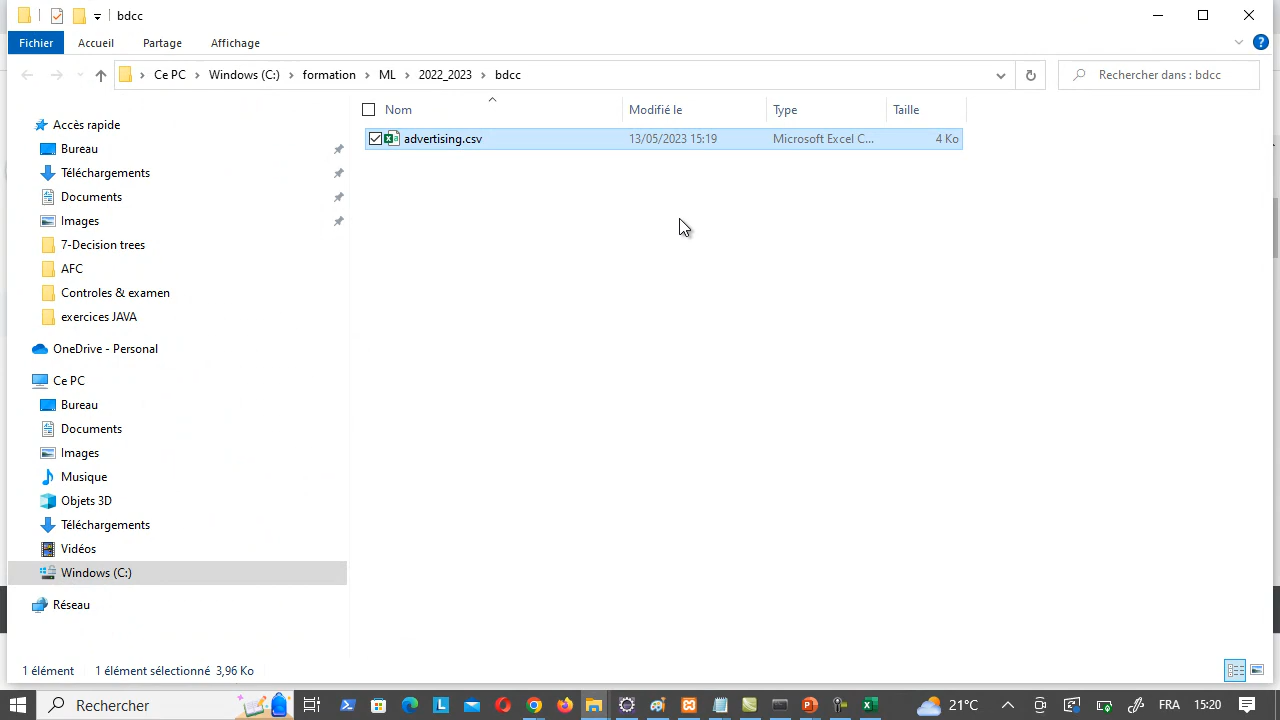 bdcc
Fichier Accueil Partage Affichage
Ce PC Windows (C:) formation ML 2022_2023 bdcc Rechercher dans : bdcc
Nom Modifié le Type Taille
advertising.csv 13/05/2023 15:19 Microsoft Excel C... 4 Ko
Accès rapide
Bureau
Téléchargements
Documents
Images
7-Decision trees
AFC
Controles & examen
exercices JAVA
OneDrive - Personal
Ce PC
Bureau
Documents
Images
Musique
Objets 3D
Téléchargements
Vidéos
Windows (C:)
Réseau
1 élément 1 élément sélectionné 3,96 Ko
Rechercher 21°C FRA 15:20